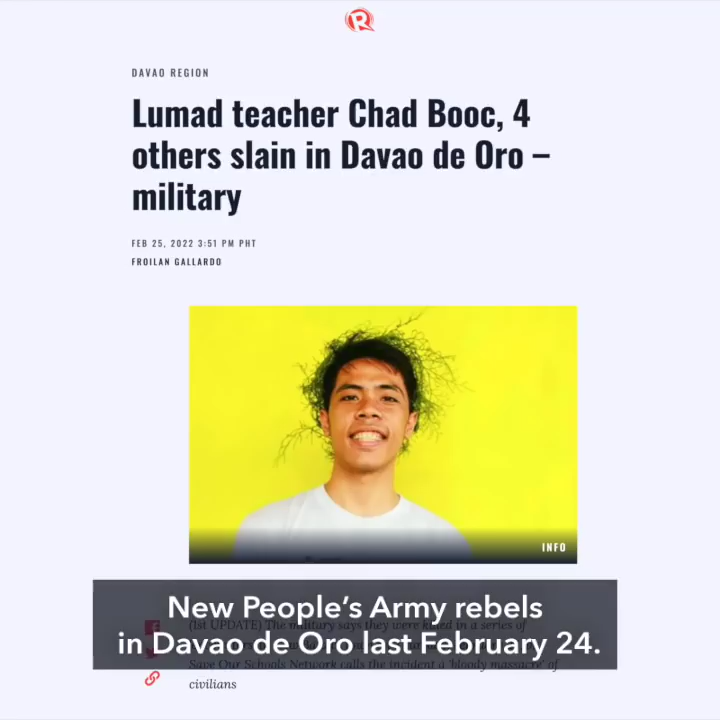 R
DAVAO REGION
Lumad teacher Chad Booc, 4
others slain in Davao de Oro –
military
FEB 25, 2022 3:51 PM PHT
FROILAN GALLARDO
INFO
New People's Army rebels
in Davao de Oro last February 24.
(1st UPDATE) The military says they were killed in a series of
Save Our Schools Network calls the incident a 'bloody massacre' of
civilians